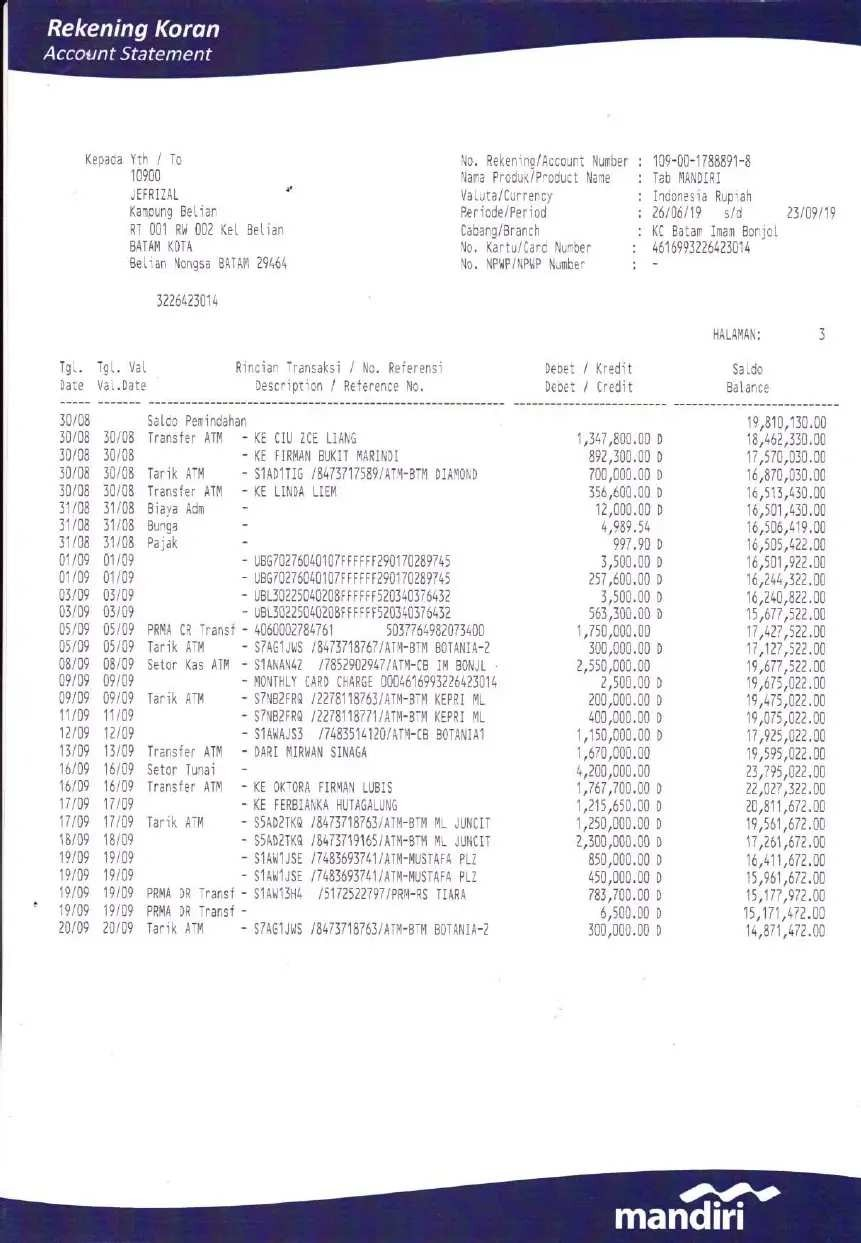 Rekening Koran
Account Statement
Kepada Yth / To
10900
JEFRIZAL
Kampung Belian
RT 001 RW 002 Kel Belian
BATAM KOTA
Belian Nongsa BATAM 29464
3226423014
No. Rekening/Account Number : 109-00-1788891-8
Nama Produk/Product Name : Tab MANDIRI
Valuta/Currency : Indonesia Rupiah
Periode/Period : 26/06/19 s/d 23/09/19
Cabang/Branch : KC Batam Imam Bonjol
No. Kartu/Card Number : 4616993226423014
No. NPWP/NPWP Number : -
HALAMAN: 3
Tgl. Tgl. Val Rincian Transaksi / No. Referensi Debet / Kredit Saldo
Date Val.Date Description / Reference No. Debet / Credit Balance
30/08 Saldo Pemindahan 19,810,130.00
30/08 30/08 Transfer ATM - KE CIU ZCE LIANG 1,347,800.00 D 18,462,330.00
30/08 30/08 - KE FIRMAN BUKIT MARINDI 892,300.00 D 17,570,030.00
30/08 30/08 Tarik ATM - S1AD1TIG /8473717589/ATM-BTM DIAMOND 700,000.00 D 16,870,030.00
30/08 30/08 Transfer ATM - KE LINDA LIEM 356,600.00 D 16,513,430.00
31/08 31/08 Biaya Adm - 12,000.00 D 16,501,430.00
31/08 31/08 Bunga - 4,989.54 16,506,419.00
31/08 31/08 Pajak - 997.90 D 16,505,422.00
01/09 01/09 - UBG70276040107FFFFFF290170289745 3,500.00 D 16,501,922.00
01/09 01/09 - UBG70276040107FFFFFF290170289745 257,600.00 D 16,244,322.00
03/09 03/09 - UBL30225040208FFFFFF520340376432 3,500.00 D 16,240,822.00
03/09 03/09 - UBL30225040208FFFFFF520340376432 563,300.00 D 15,677,522.00
05/09 05/09 PRMA CR Transf - 4060002784761 5037764982073400 1,750,000.00 17,427,522.00
05/09 05/09 Tarik ATM - S7AG1JWS /8473718767/ATM-BTM BOTANIA-2 300,000.00 D 17,127,522.00
08/09 08/09 Setor Kas ATM - S1ANAN4Z /7852902947/ATM-CB IM BONJL 2,550,000.00 19,677,522.00
09/09 09/09 - MONTHLY CARD CHARGE 0004616993226423014 2,500.00 D 19,675,022.00
09/09 09/09 Tarik ATM - S7NB2FRQ /2278118763/ATM-BTM KEPRI ML 200,000.00 D 19,475,022.00
11/09 11/09 - S7NB2FRQ /2278118771/ATM-BTM KEPRI ML 400,000.00 D 19,075,022.00
12/09 12/09 - S1AWAJS3 /7483514120/ATM-CB BOTANIA1 1,150,000.00 D 17,925,022.00
13/09 13/09 Transfer ATM - DARI MIRWAN SINAGA 1,670,000.00 19,595,022.00
16/09 16/09 Setor Tunai - 4,200,000.00 23,795,022.00
16/09 16/09 Transfer ATM - KE OKTORA FIRMAN LUBIS 1,767,700.00 D 22,027,322.00
17/09 17/09 - KE FERBIANKA HUTAGALUNG 1,215,650.00 D 20,811,672.00
17/09 17/09 Tarik ATM - S5AD2TKQ /8473718763/ATM-BTM ML JUNCIT 1,250,000.00 D 19,561,672.00
18/09 18/09 - S5AD2TKQ /8473719165/ATM-BTM ML JUNCIT 2,300,000.00 D 17,261,672.00
19/09 19/09 - S1AW1JSE /7483693741/ATM-MUSTAFA PLZ 850,000.00 D 16,411,672.00
19/09 19/09 - S1AW1JSE /7483693741/ATM-MUSTAFA PLZ 450,000.00 D 15,961,672.00
19/09 19/09 PRMA DR Transf - S1AW13H4 /5172522797/PRM-RS TIARA 783,700.00 D 15,177,972.00
19/09 19/09 PRMA DR Transf - 6,500.00 D 15,171,472.00
20/09 20/09 Tarik ATM - S7AG1JWS /8473718763/ATM-BTM BOTANIA-2 300,000.00 D 14,871,472.00
mandiri